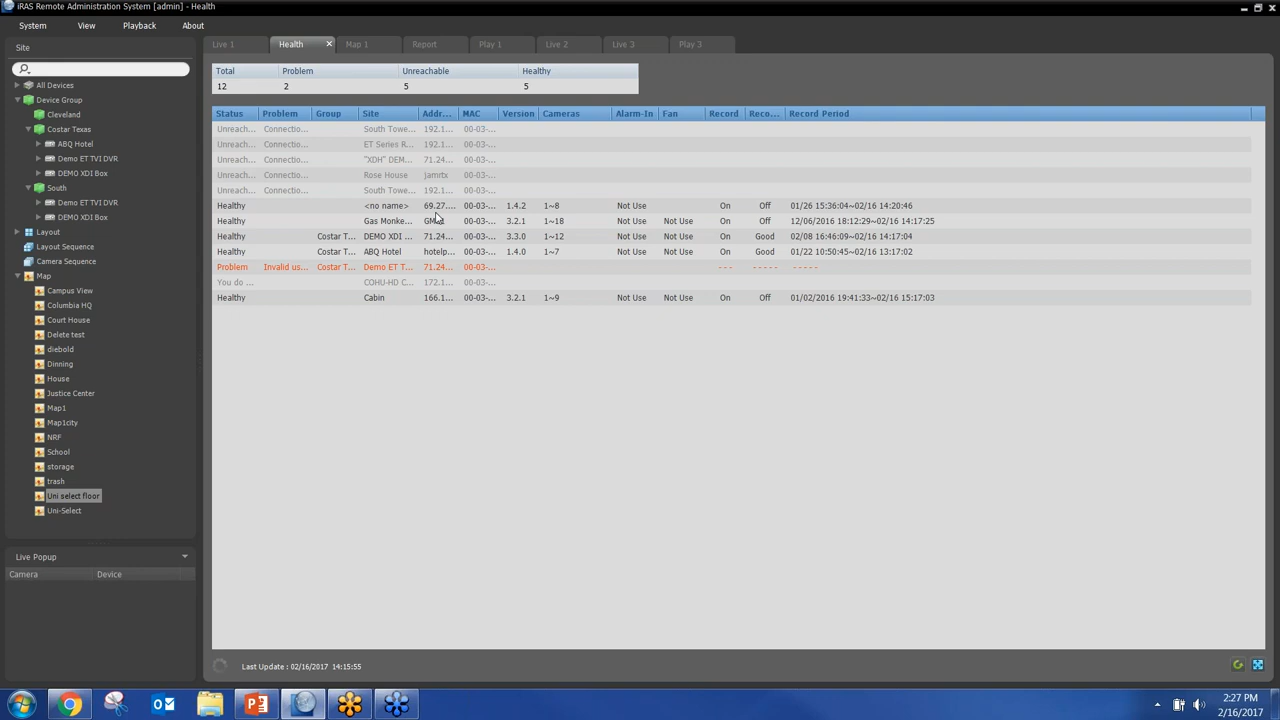 iRAS Remote Administration System [admin] - Health
System View Playback About
Site
Live 1 Health Map 1 Report Play 1 Live 2 Live 3 Play 3
All Devices
Device Group
Cleveland
Costar Texas
ABQ Hotel
Demo ET TVI DVR
DEMO XDI Box
South
Demo ET TVI DVR
DEMO XDI Box
Layout
Layout Sequence
Camera Sequence
Map
Campus View
Columbia HQ
Court House
Delete test
diebold
Dinning
House
Justice Center
Map1
Map1city
NRF
School
storage
trash
Uni select floor
Uni-Select
Live Popup
Camera Device
Total Problem Unreachable Healthy
12 2 5 5
Status Problem Group Site Addr... MAC Version Cameras Alarm-In Fan Record Reco... Record Period
Unreach... Connectio... South Towe... 192.1... 00-03-...
Unreach... Connectio... ET Series R... 192.1... 00-03-...
Unreach... Connectio... "XDH" DEM... 71.24... 00-03-...
Unreach... Connectio... Rose House jamrtx 00-03-...
Unreach... Connectio... South Towe... 192.1... 00-03-...
Healthy <no name> 69.27.... 00-03-... 1.4.2 1~8 Not Use On Off 01/26 15:36:04~02/16 14:20:46
Healthy Gas Monke... 00-03-... 3.2.1 1~18 Not Use Not Use On Off 12/06/2016 18:12:29~02/16 14:17:25
Healthy Costar T... DEMO XDI ... 71.24... 00-03-... 3.3.0 1~12 Not Use Not Use On Good 02/08 16:46:09~02/16 14:17:04
Healthy Costar T... ABQ Hotel hotelp... 00-03-... 1.4.0 1~7 Not Use Not Use On Good 01/22 10:50:45~02/16 13:17:02
Problem Invalid us... Costar T... Demo ET T... 71.24... 00-03-... --- ----- -----
You do ... COHU-HD C... 172.1... 00-03-...
Healthy Cabin 166.1... 00-03-... 3.2.1 1~9 Not Use Not Use On Off 01/02/2016 19:41:33~02/16 15:17:03
Last Update : 02/16/2017 14:15:55
2:27 PM
2/16/2017